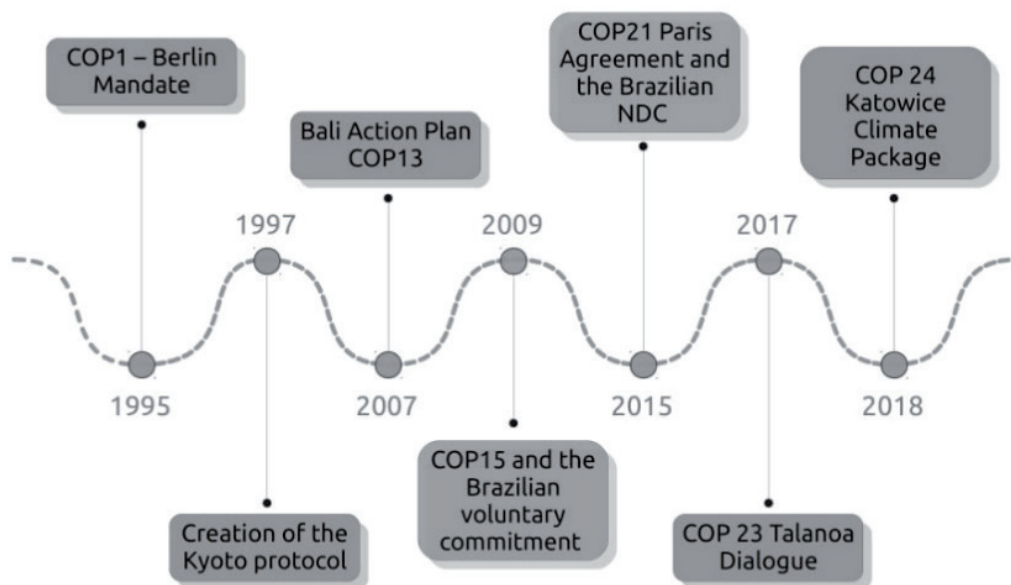 COP1 – Berlin
Mandate
1995
1997
Creation of the
Kyoto protocol
Bali Action Plan
COP13
2007
2009
COP15 and the
Brazilian
voluntary
commitment
COP21 Paris
Agreement and
the Brazilian
NDC
2015
2017
COP 23 Talanoa
Dialogue
COP 24
Katowice
Climate
Package
2018